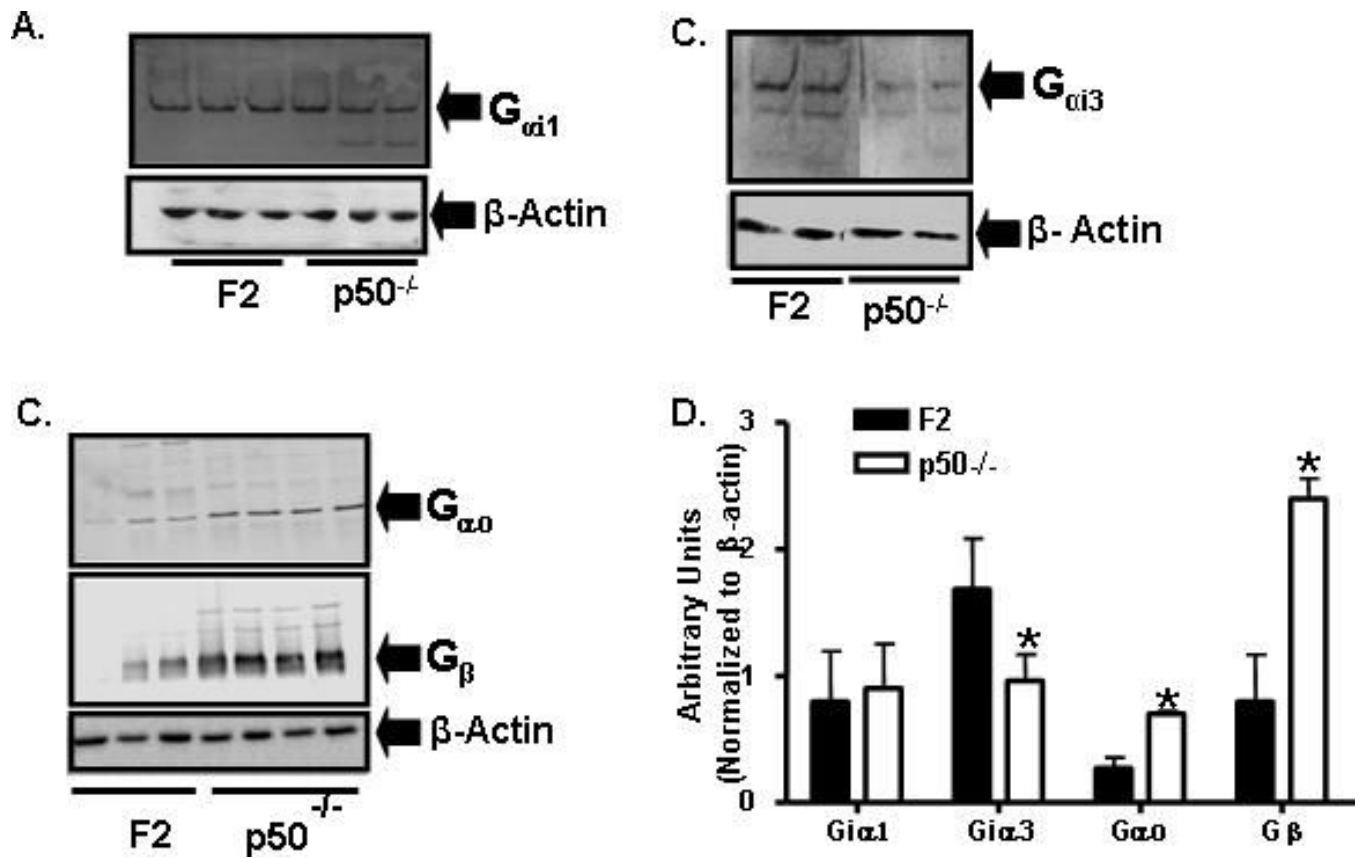 A.
Gαi1
β-Actin
F2 p50-/-
C.
Gαi3
β- Actin
F2 p50-/-
C.
Gαo
Gβ
β-Actin
F2 p50-/-
D.
F2
p50-/-
Arbitrary Units
(Normalized to β-actin)
3
2
1
0
Giα1 Giα3 Gαo Gβ
* * *